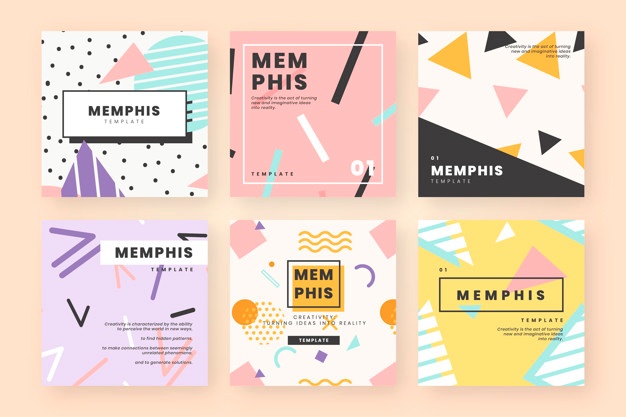 MEMPHIS
TEMPLATE
MEM
PHIS
Creativity is the act of turning
new and imaginative ideas
into reality.
TEMPLATE
01
Creativity is the act of turning
new and imaginative ideas
into reality.
01
MEMPHIS
TEMPLATE
MEMPHIS
TEMPLATE
Creativity is characterized by the ability
to perceive the world in new ways,
to find hidden patterns,
to make connections between seemingly
unrelated phenomena,
and to generate solutions.
MEM
PHIS
CREATIVITY
TURNING IDEAS INTO REALITY
TEMPLATE
01
MEMPHIS
TEMPLATE
Creativity is the act of turning
new and imaginative ideas
into reality.